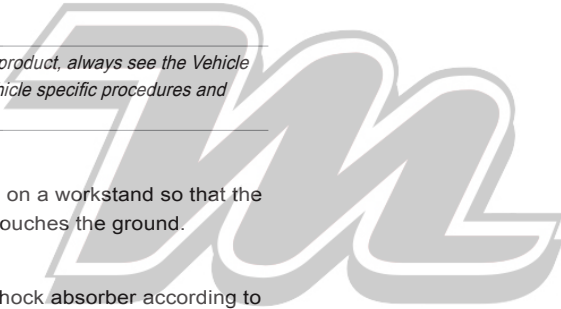 product, always see the Vehicle
hicle specific procedures and
on a workstand so that the
ouches the ground.
hock absorber according to